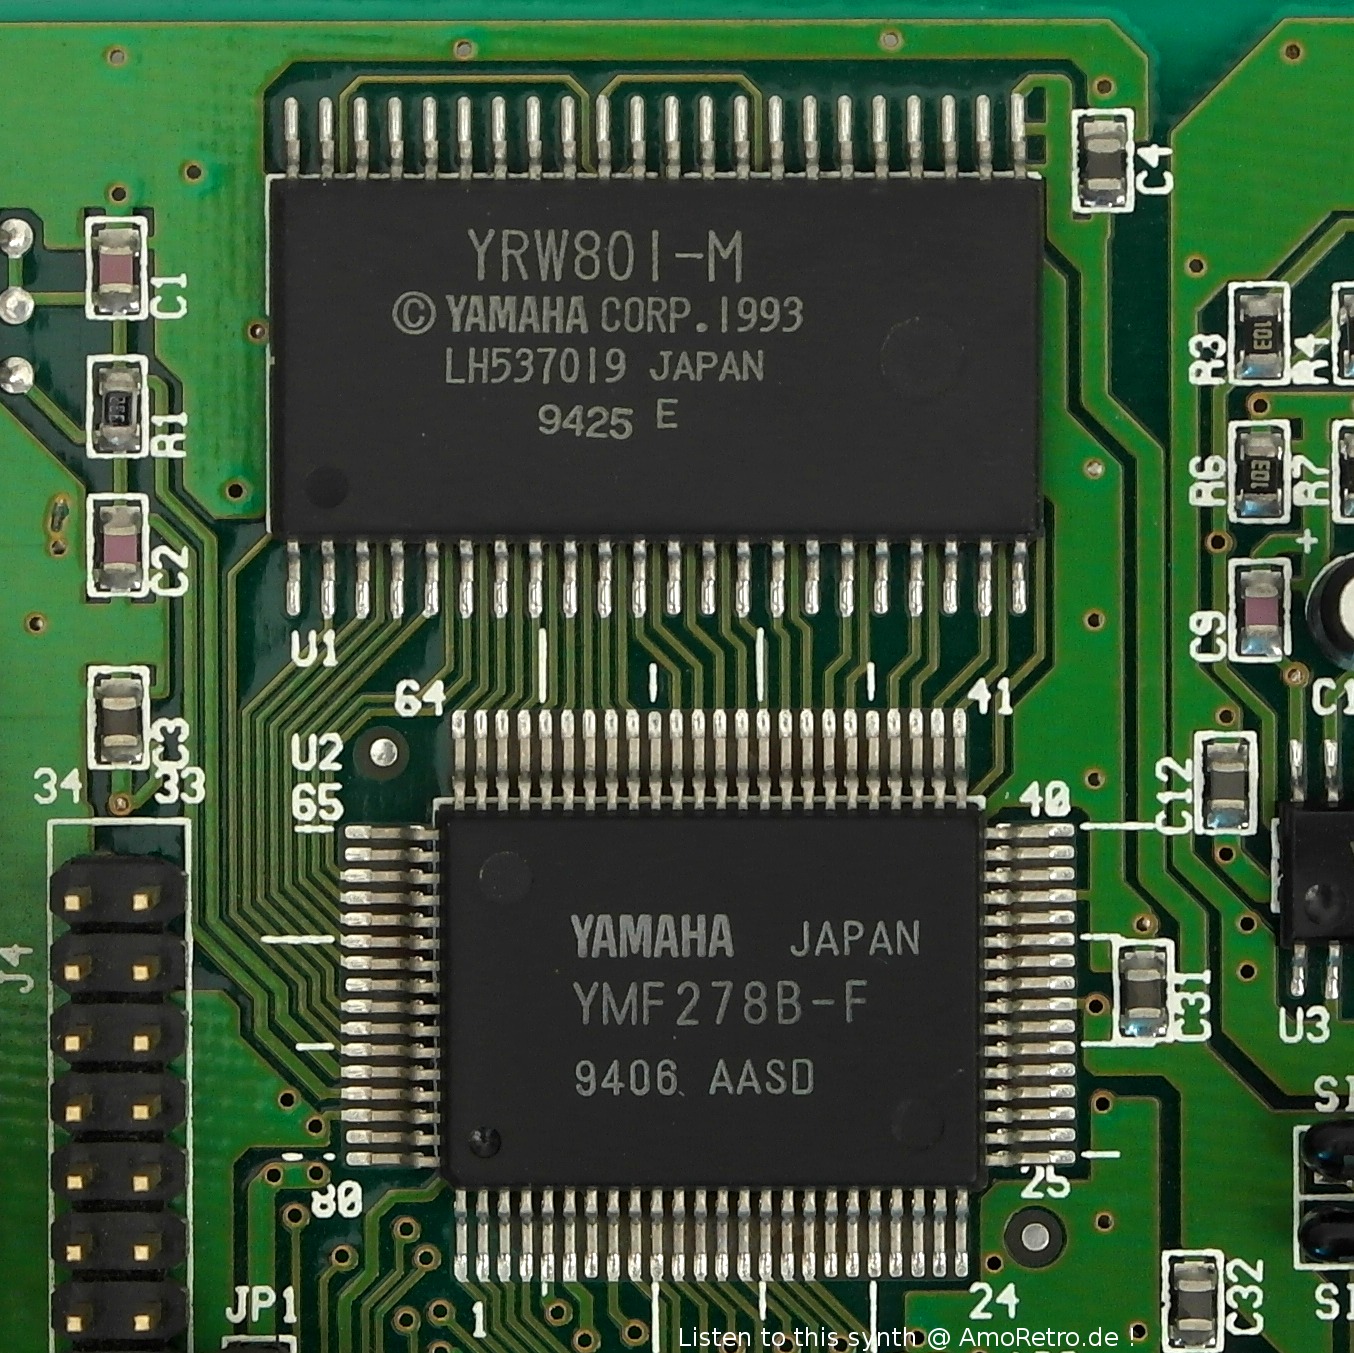 C4
YRW801-M
© YAMAHA CORP. 1993
LH537019 JAPAN
9425 E
C1
R1
C2
C3
R3
R4
103
R6
R7
103
+
C9
C1
U1
64
41
U2
65
40
34
33
C12
J4
YAMAHA JAPAN
YMF278B-F
9406 AASD
C31
U3
80
25
JP1
1
24
C32
Listen to this synth @ AmoRetro.de !